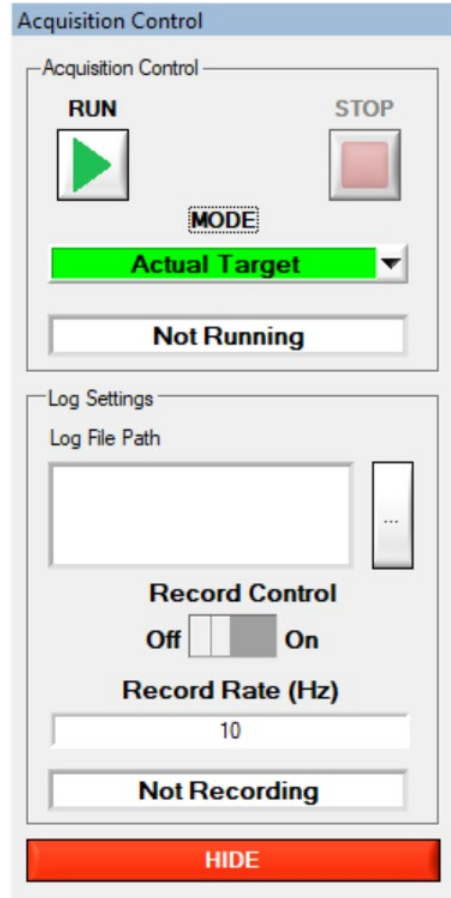 Acquisition Control
Acquisition Control
RUN STOP
MODE
Actual Target
Not Running
Log Settings
Log File Path
...
Record Control
Off On
Record Rate (Hz)
10
Not Recording
HIDE